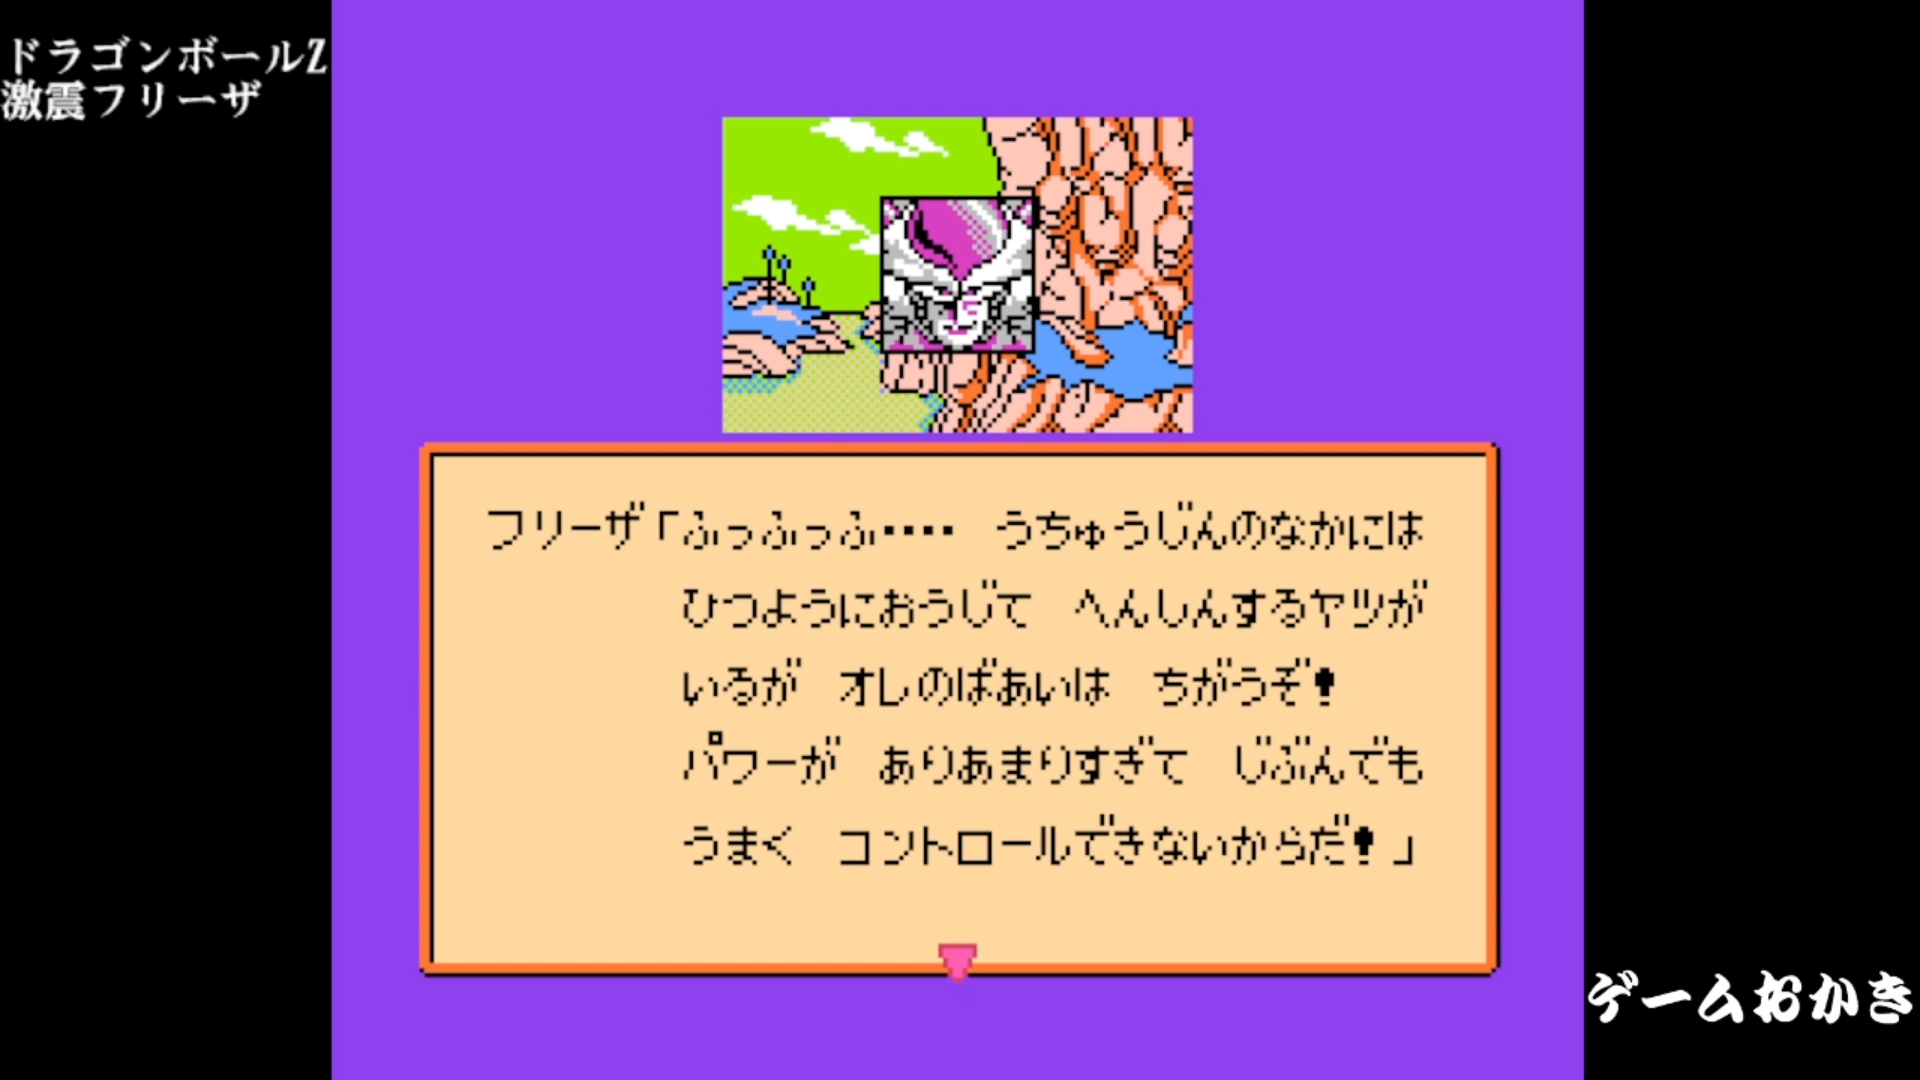 ドラゴンボールZ
激震フリーザ
フリーザ「ふっふっふ‥‥ うちゅうじんのなかには
ひつようにおうじて へんしんするヤツが
いるが オレのばあいは ちがうぞ!
パワーが ありあまりすぎて じぶんでも
うまく コントロールできないからだ!」
ゲームおかき